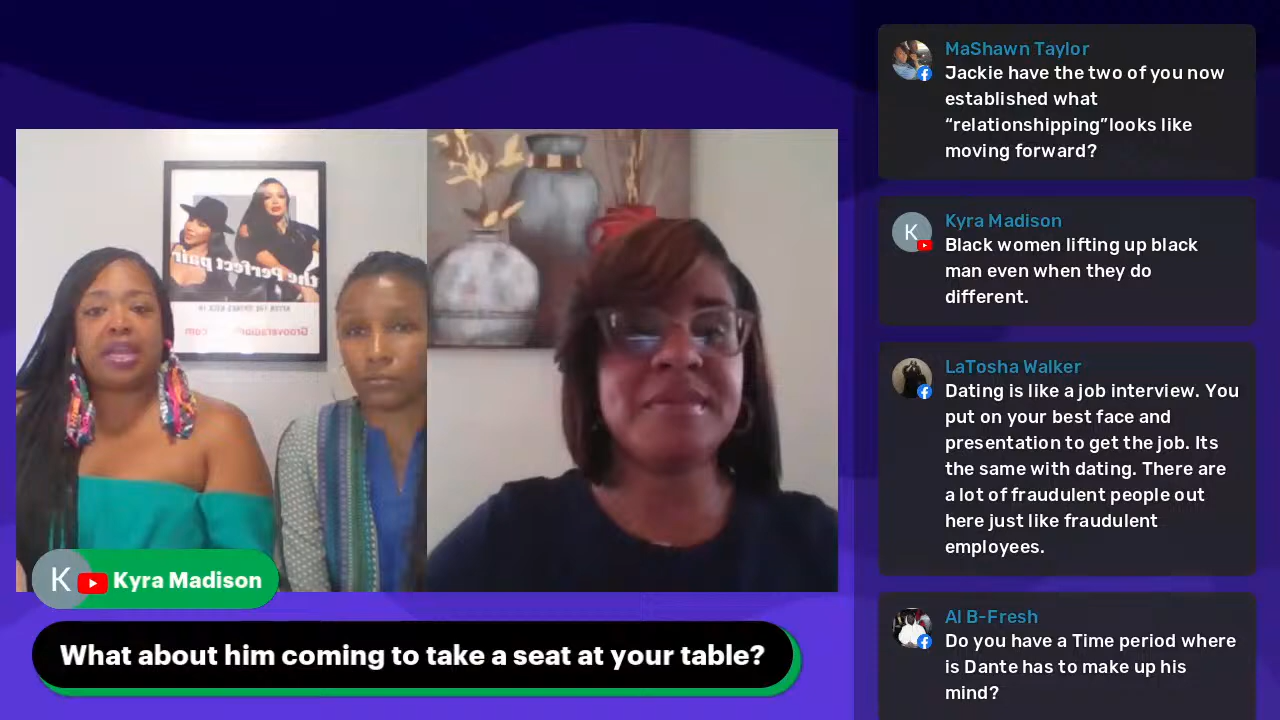 the Perfect pair
K
Kyra Madison
What about him coming to take a seat at your table?
MaShawn Taylor
Jackie have the two of you now
established what
“relationshipping”looks like
moving forward?
K
Kyra Madison
Black women lifting up black
man even when they do
different.
LaTosha Walker
Dating is like a job interview. You
put on your best face and
presentation to get the job. Its
the same with dating. There are
a lot of fraudulent people out
here just like fraudulent
employees.
Al B-Fresh
Do you have a Time period where
is Dante has to make up his
mind?